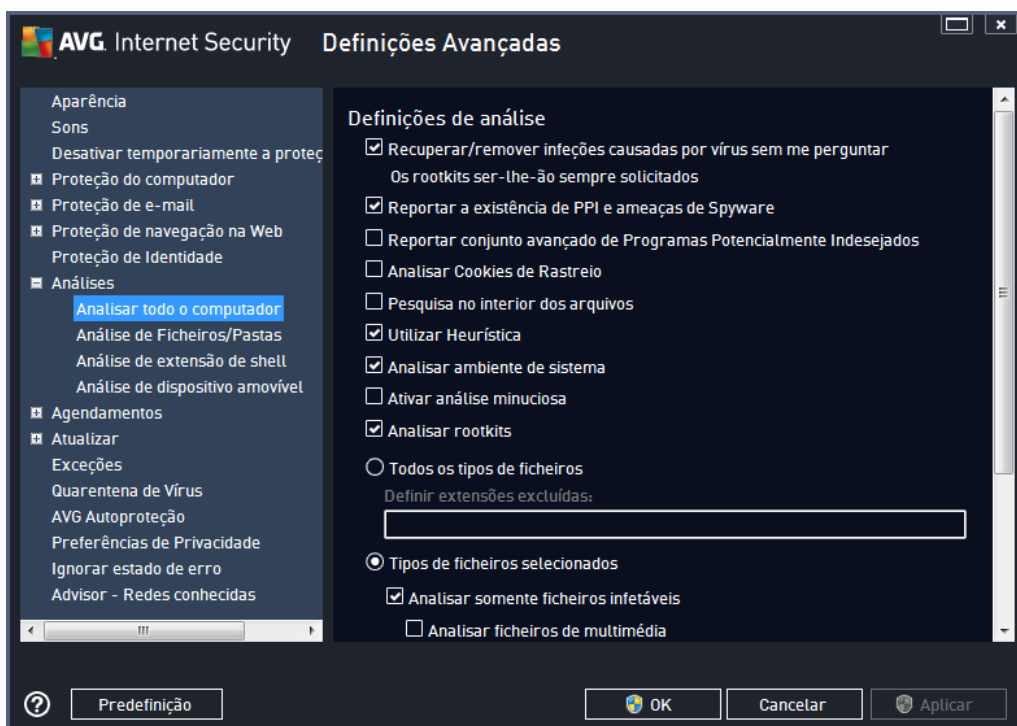 AVG. Internet Security
Definições Avançadas
Aparência
Sons
Desativar temporariamente a proteç
Proteção do computador
Proteção de e-mail
Proteção de navegação na Web
Proteção de Identidade
Análises
Analisar todo o computador
Análise de Ficheiros/Pastas
Análise de extensão de shell
Análise de dispositivo amovível
Agendamentos
Atualizar
Exceções
Quarentena de Vírus
AVG Autoproteção
Preferências de Privacidade
Ignorar estado de erro
Advisor - Redes conhecidas
Definições de análise
Recuperar/remover infeções causadas por vírus sem me perguntar
Os rootkits ser-lhe-ão sempre solicitados
Reportar a existência de PPI e ameaças de Spyware
Reportar conjunto avançado de Programas Potencialmente Indesejados
Analisar Cookies de Rastreio
Pesquisa no interior dos arquivos
Utilizar Heurística
Analisar ambiente de sistema
Ativar análise minuciosa
Analisar rootkits
Todos os tipos de ficheiros
Definir extensões excluídas:
Tipos de ficheiros selecionados
Analisar somente ficheiros infetáveis
Analisar ficheiros de multimédia
Predefinição
OK
Cancelar
Aplicar